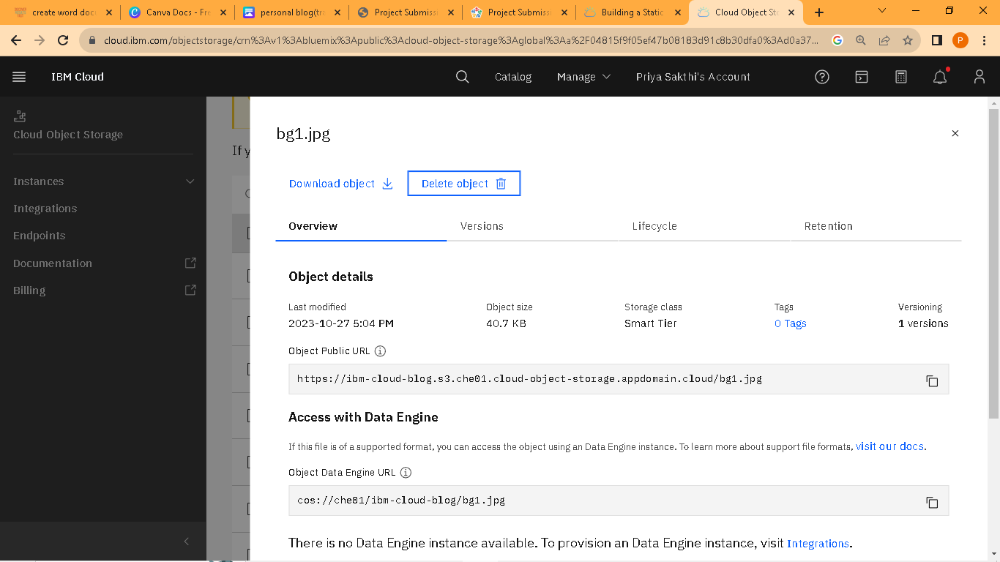 create word doc
Canva Docs - Fre
personal blog(tra
Project Submissi
Project Submissi
Building a Static
Cloud Object Sto
cloud.ibm.com/objectstorage/crn%3Av1%3Abluemix%3Apublic%3Acloud-object-storage%3Aglobal%3Aa%2F04815f9f05ef47b08183d91c8b30dfa0%3Ad0a37...
P
IBM Cloud
Catalog
Manage
Priya Sakthi's Account
Cloud Object Storage
Instances
Integrations
Endpoints
Documentation
Billing
If y
bg1.jpg
Download object
Delete object
Overview
Versions
Lifecycle
Retention
Object details
Last modified
Object size
Storage class
Tags
Versioning
2023-10-27 5:04 PM
40.7 KB
Smart Tier
0 Tags
1 versions
Object Public URL
https://ibm-cloud-blog.s3.che01.cloud-object-storage.appdomain.cloud/bg1.jpg
Access with Data Engine
If this file is of a supported format, you can access the object using an Data Engine instance. To learn more about support file formats, visit our docs.
Object Data Engine URL
cos://che01/ibm-cloud-blog/bg1.jpg
There is no Data Engine instance available. To provision an Data Engine instance, visit Integrations.